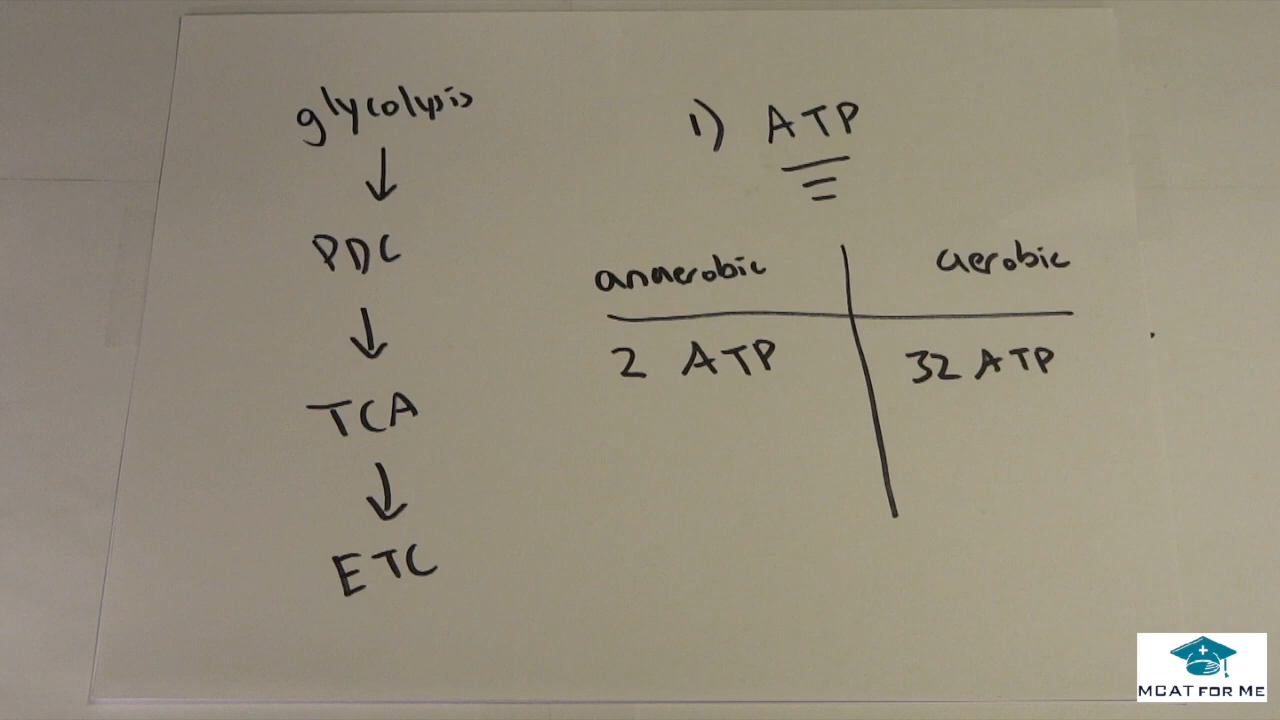 glycolysis
↓
PDC
↓
TCA
↓
ETC
1) ATP
anaerobic aerobic
2 ATP 32 ATP
MCAT FOR ME